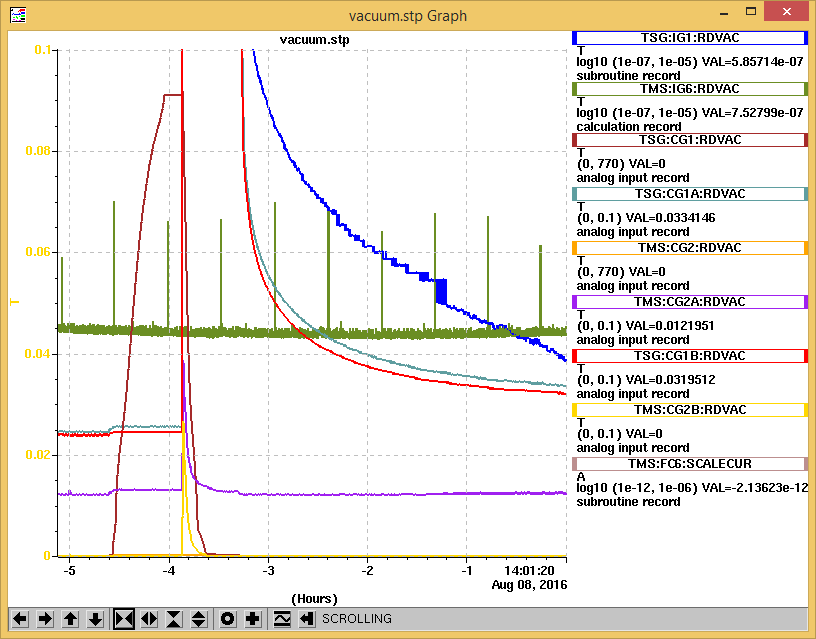 vacuum.stp Graph
vacuum.stp
0.1
0.08
0.06
0.04
0.02
0
T
-5
-4
-3
-2
-1
14:01:20
Aug 08, 2016
(Hours)
TSG:IG1:RDVAC
T
log10 (1e-07, 1e-05) VAL=5.85714e-07
subroutine record
TMS:IG6:RDVAC
T
log10 (1e-07, 1e-05) VAL=7.52799e-07
calculation record
TSG:CG1:RDVAC
T
(0, 770) VAL=0
analog input record
TSG:CG1A:RDVAC
T
(0, 0.1) VAL=0.0334146
analog input record
TMS:CG2:RDVAC
T
(0, 770) VAL=0
analog input record
TMS:CG2A:RDVAC
T
(0, 0.1) VAL=0.0121951
analog input record
TSG:CG1B:RDVAC
T
(0, 0.1) VAL=0.0319512
analog input record
TMS:CG2B:RDVAC
T
(0, 0.1) VAL=0
analog input record
TMS:FC6:SCALECUR
A
log10 (1e-12, 1e-06) VAL=-2.13623e-12
subroutine record
SCROLLING